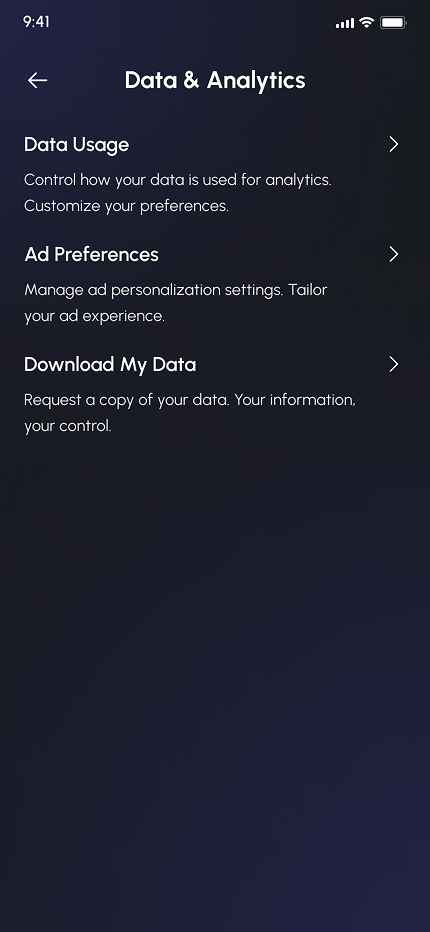 9:41
Data & Analytics
Data Usage
Control how your data is used for analytics.
Customize your preferences.
Ad Preferences
Manage ad personalization settings. Tailor
your ad experience.
Download My Data
Request a copy of your data. Your information,
your control.